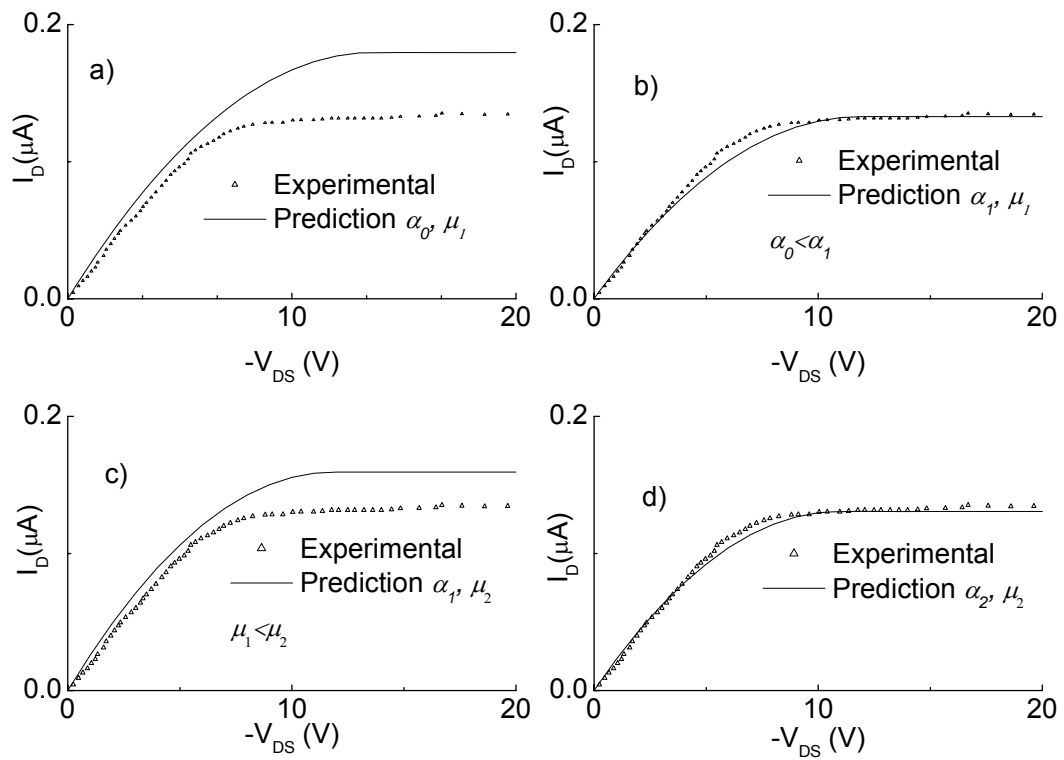 0.2
a)
I_D(μA)
Experimental
Prediction α_0, μ_1
0.0
0
10
20
-V_DS (V)
0.2
b)
I_D(μA)
Experimental
Prediction α_1, μ_1
α_0<α_1
0.0
0
10
20
-V_DS (V)
0.2
c)
I_D(μA)
Experimental
Prediction α_1, μ_2
μ_1<μ_2
0.0
0
10
20
-V_DS (V)
0.2
d)
I_D(μA)
Experimental
Prediction α_2, μ_2
0.0
0
10
20
-V_DS (V)